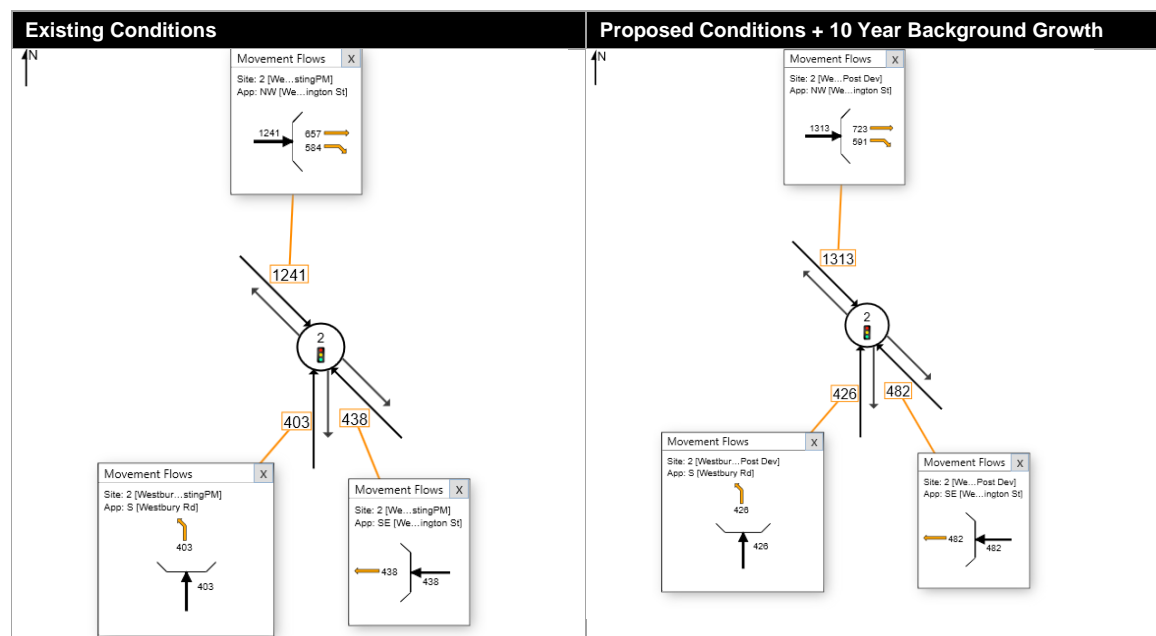 Existing Conditions
N
Movement Flows X
Site: 2 [We...stingPM]
App: NW [We...ington St]
1241 657
584
1241
2
403
438
Movement Flows X
Site: 2 [Westbur...stingPM]
App: S [Westbury Rd]
403
403
Movement Flows X
Site: 2 [We...stingPM]
App: SE [We...ington St]
438 438
Proposed Conditions + 10 Year Background Growth
N
Movement Flows X
Site: 2 [We...Post Dev]
App: NW [We...ington St]
1313 723
591
1313
2
426
482
Movement Flows X
Site: 2 [Westbur...Post Dev]
App: S [Westbury Rd]
426
426
Movement Flows X
Site: 2 [We...Post Dev]
App: SE [We...ington St]
482 482